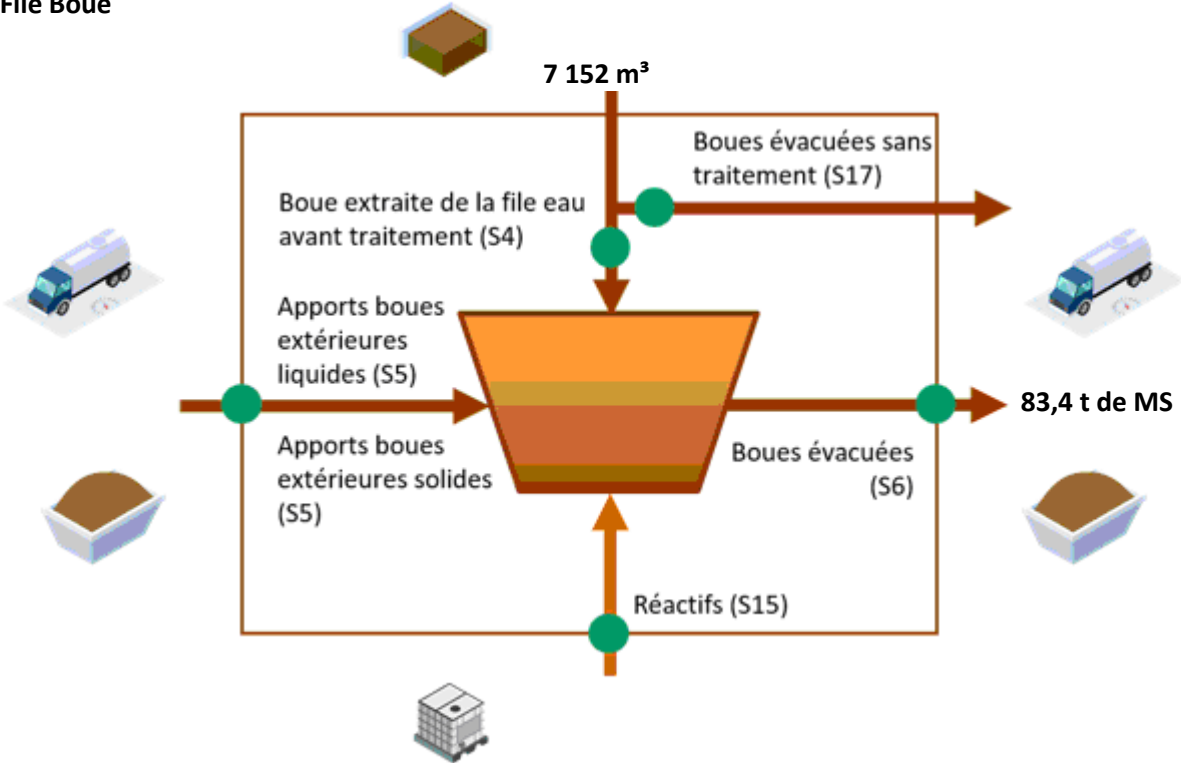 File Boue
7 152 m³
Boues évacuées sans
traitement (S17)
Boue extraite de la file eau
avant traitement (S4)
Apports boues
extérieures
liquides (S5)
83,4 t de MS
Apports boues
extérieures solides
(S5)
Boues évacuées
(S6)
Réactifs (S15)